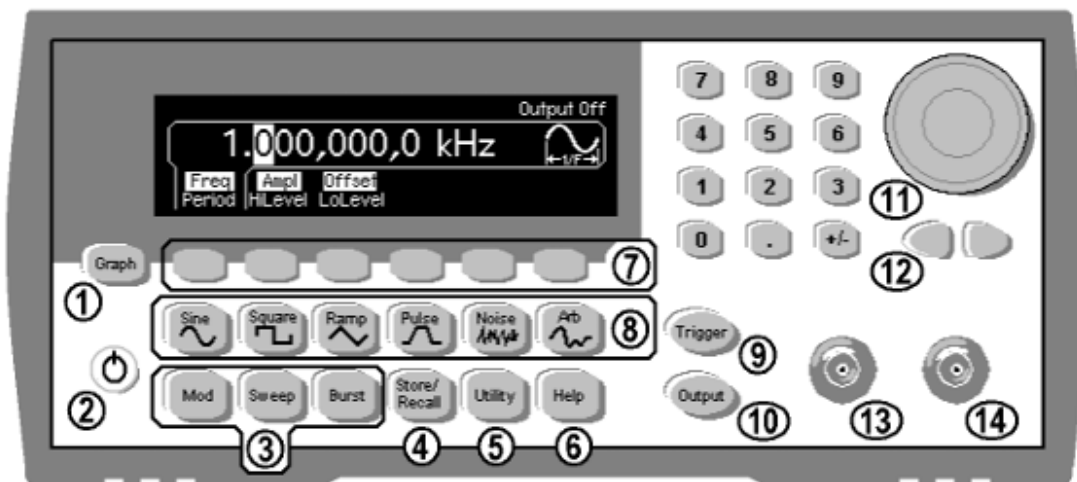 Output Off
1.000,000,0 kHz
←1/F→
Freq Ampl Offset
Period HiLevel LoLevel
7 8 9
4 5 6
1 2 3
0 . +/-
11
12
Graph
1
7
Sine Square Ramp Pulse Noise Arb
8
Trigger
9
2
Mod Sweep Burst Store/
Recall Utility Help
Output
10
3 4 5 6
13 14